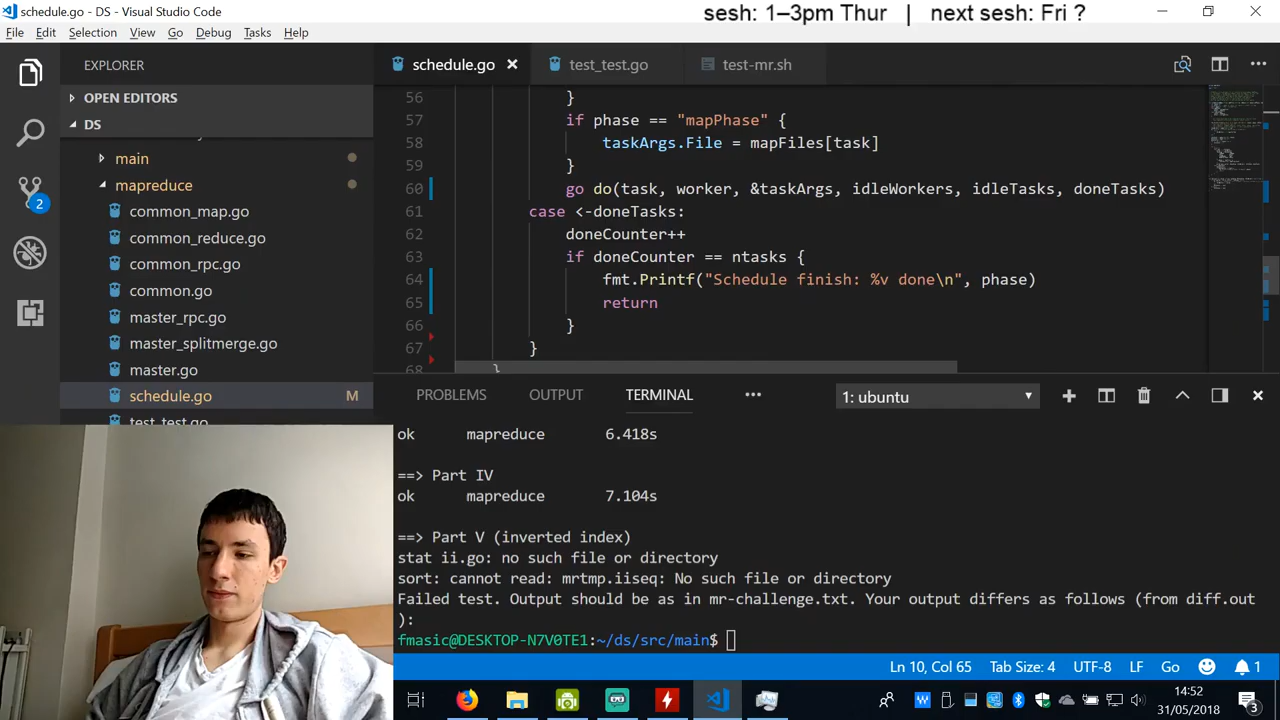 schedule.go - DS - Visual Studio Code
sesh: 1–3pm Thur | next sesh: Fri ?
File Edit Selection View Go Debug Tasks Help
EXPLORER
schedule.go
test_test.go
test-mr.sh
OPEN EDITORS
DS
main
mapreduce
common_map.go
common_reduce.go
common_rpc.go
common.go
master_rpc.go
master_splitmerge.go
master.go
schedule.go M
test_test.go
2
56 }
57 if phase == "mapPhase" {
58 taskArgs.File = mapFiles[task]
59 }
60 go do(task, worker, &taskArgs, idleWorkers, idleTasks, doneTasks)
61 case <-doneTasks:
62 doneCounter++
63 if doneCounter == ntasks {
64 fmt.Printf("Schedule finish: %v done\n", phase)
65 return
66 }
67 }
68 }
PROBLEMS OUTPUT TERMINAL ••• 1: ubuntu
ok mapreduce 6.418s
==> Part IV
ok mapreduce 7.104s
==> Part V (inverted index)
stat ii.go: no such file or directory
sort: cannot read: mrtmp.iiseq: No such file or directory
Failed test. Output should be as in mr-challenge.txt. Your output differs as follows (from diff.out
):
fmasic@DESKTOP-N7V0TE1:~/ds/src/main$
Ln 10, Col 65 Tab Size: 4 UTF-8 LF Go 1
14:52
31/05/2018
3